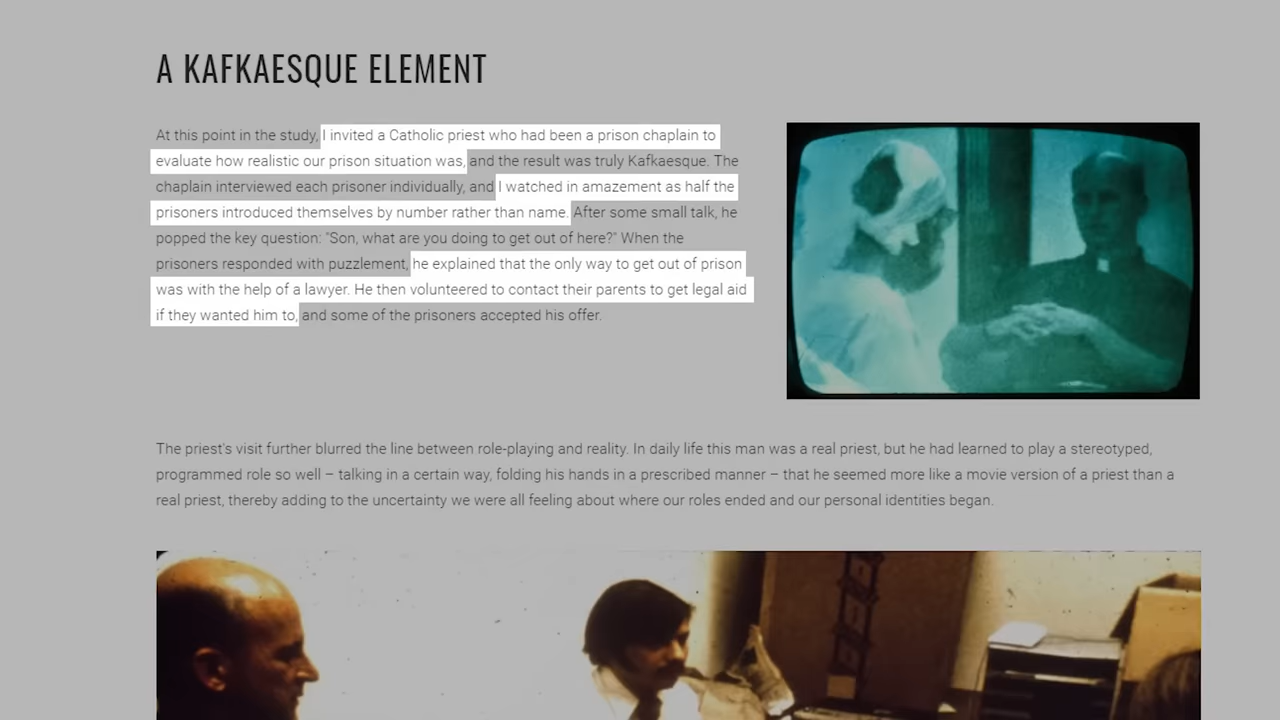 A KAFKAESQUE ELEMENT
At this point in the study, I invited a Catholic priest who had been a prison chaplain to
evaluate how realistic our prison situation was, and the result was truly Kafkaesque. The
chaplain interviewed each prisoner individually, and I watched in amazement as half the
prisoners introduced themselves by number rather than name. After some small talk, he
popped the key question: "Son, what are you doing to get out of here?" When the
prisoners responded with puzzlement, he explained that the only way to get out of prison
was with the help of a lawyer. He then volunteered to contact their parents to get legal aid
if they wanted him to, and some of the prisoners accepted his offer.
The priest's visit further blurred the line between role-playing and reality. In daily life this man was a real priest, but he had learned to play a stereotyped,
programmed role so well – talking in a certain way, folding his hands in a prescribed manner – that he seemed more like a movie version of a priest than a
real priest, thereby adding to the uncertainty we were all feeling about where our roles ended and our personal identities began.